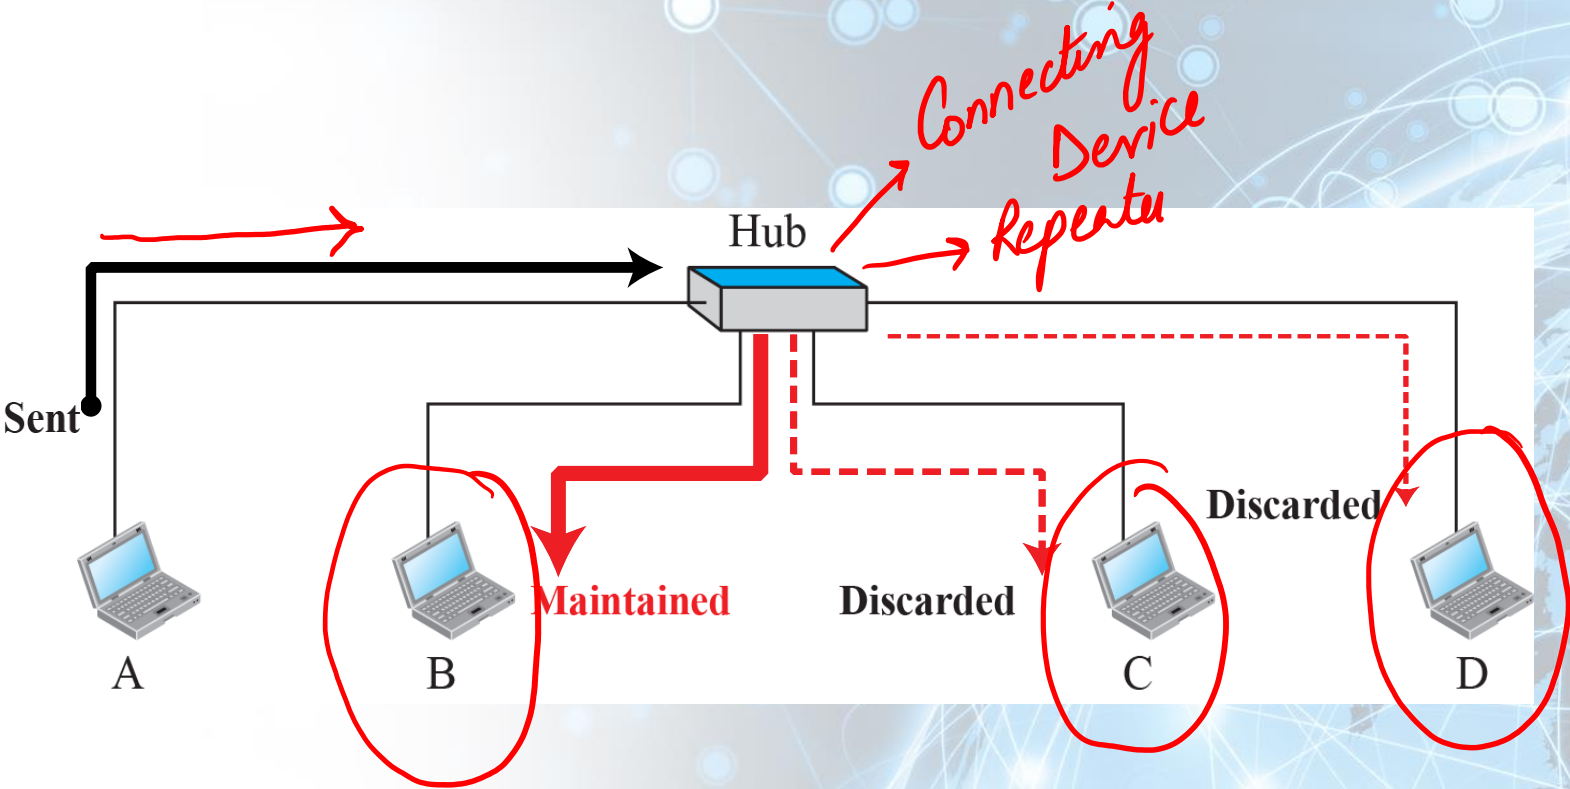 Connecting
Device
Repeater
Hub
Sent
Discarded
Maintained
Discarded
A
B
C
D